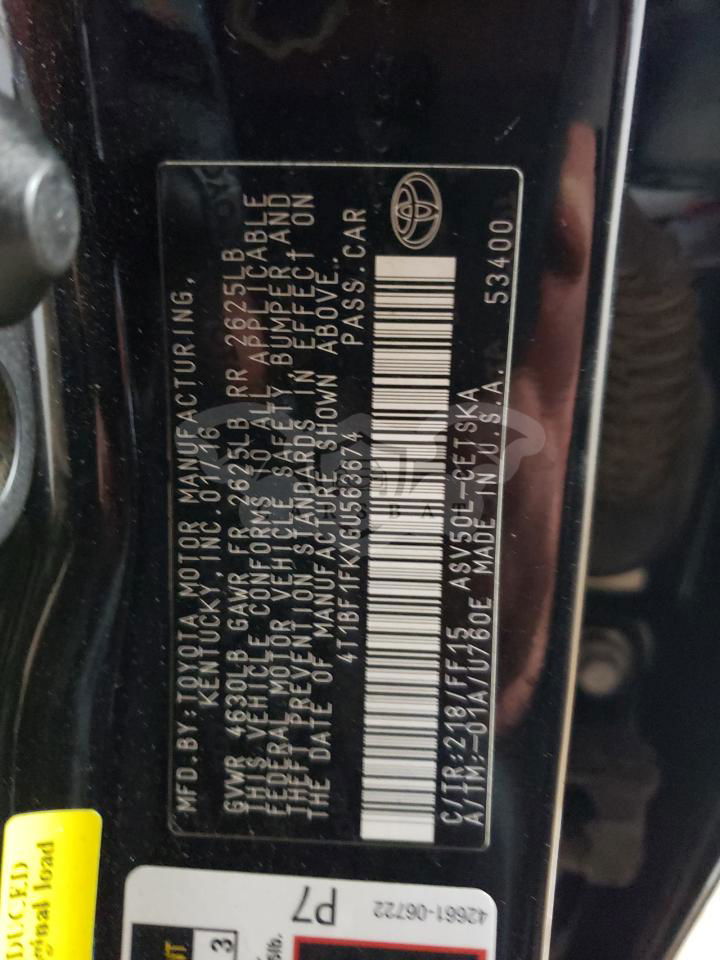 MFD.BY:TOYOTA MOTOR MANUFACTURING,
KENTUCKY,INC.01/16
GVWR 4630LB GAWR FR 2625LB RR 2625LB
THIS VEHICLE CONFORMS TO ALL APPLICABLE
FEDERAL MOTOR VEHICLE SAFETY, BUMPER AND
THEFT PREVENTION STANDARDS IN EFFECT ON
THE DATE OF MANUFACTURE SHOWN ABOVE.
4T1BF1FKXGU563674 PASS.CAR
C/TR:218/FF15 ASV50L-CETSKA
A/TM:-01A/U760E MADE IN U.S.A. 53400
ginal load
P7
42661-06722
3